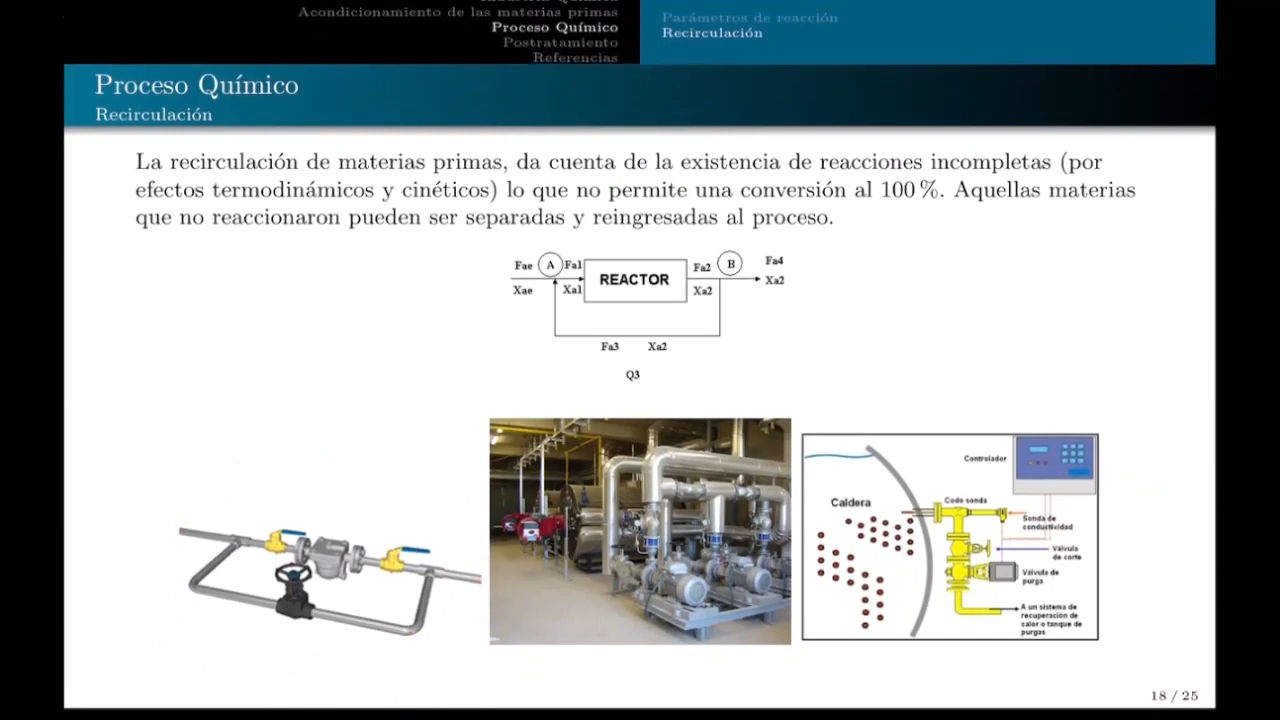 Acondicionamiento de las materias primas
Proceso Químico
Postratamiento
Referencias
Parámetros de reacción
Recirculación
Proceso Químico
Recirculación
La recirculación de materias primas, da cuenta de la existencia de reacciones incompletas (por
efectos termodinámicos y cinéticos) lo que no permite una conversión al 100 %. Aquellas materias
que no reaccionaron pueden ser separadas y reingresadas al proceso.
Fae A Fa1 REACTOR Fa2 B Fa4
Xae Xa1 Xa2 Xa2
Fa3 Xa2
Q3
Controlador
Caldera
Codo sonda
Sonda de
conductividad
Válvula
de corte
Válvula de
purga
A un sistema de
recuperación de
calor o tanque de
purgas
18 / 25